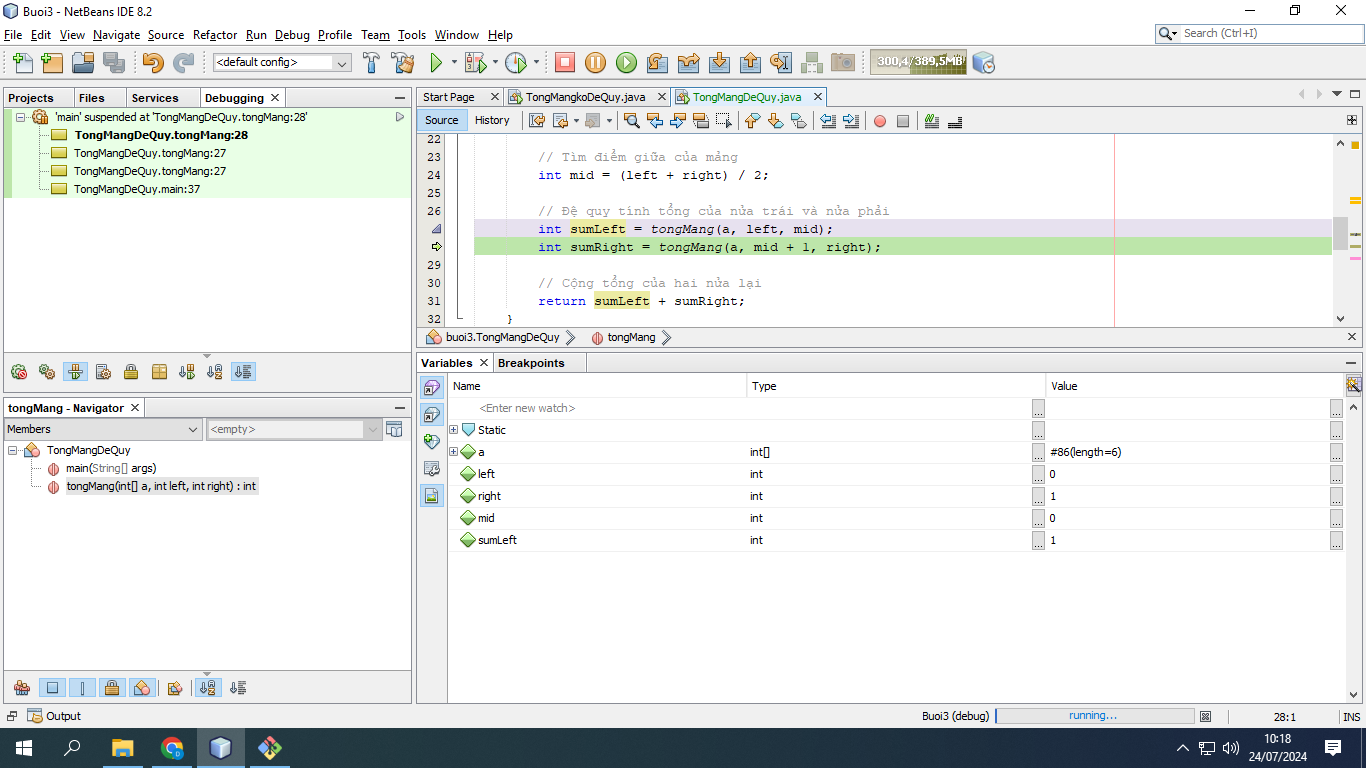 Buoi3 - NetBeans IDE 8.2
File Edit View Navigate Source Refactor Run Debug Profile Team Tools Window Help
Search (Ctrl+I)
<default config>
300,4/389,5MB
Projects Files Services Debugging
'main' suspended at 'TongMangDeQuy.tongMang:28'
TongMangDeQuy.tongMang:28
TongMangDeQuy.tongMang:27
TongMangDeQuy.tongMang:27
TongMangDeQuy.main:37
Start Page TongMangkoDeQuy.java TongMangDeQuy.java
Source History
22
23 // Tìm điểm giữa của mảng
24 int mid = (left + right) / 2;
25
26 // Đệ quy tính tổng của nửa trái và nửa phải
int sumLeft = tongMang(a, left, mid);
int sumRight = tongMang(a, mid + 1, right);
29
30 // Cộng tổng của hai nửa lại
31 return sumLeft + sumRight;
32 }
buoi3.TongMangDeQuy tongMang
tongMang - Navigator
Members <empty>
TongMangDeQuy
main(String[] args)
tongMang(int[] a, int left, int right) : int
Variables Breakpoints
Name Type Value
<Enter new watch> ... ...
Static ... ...
a int[] ... #86(length=6) ...
left int ... 0 ...
right int ... 1 ...
mid int ... 0 ...
sumLeft int ... 1 ...
Output
Buoi3 (debug) running... 28:1 INS
10:18
24/07/2024